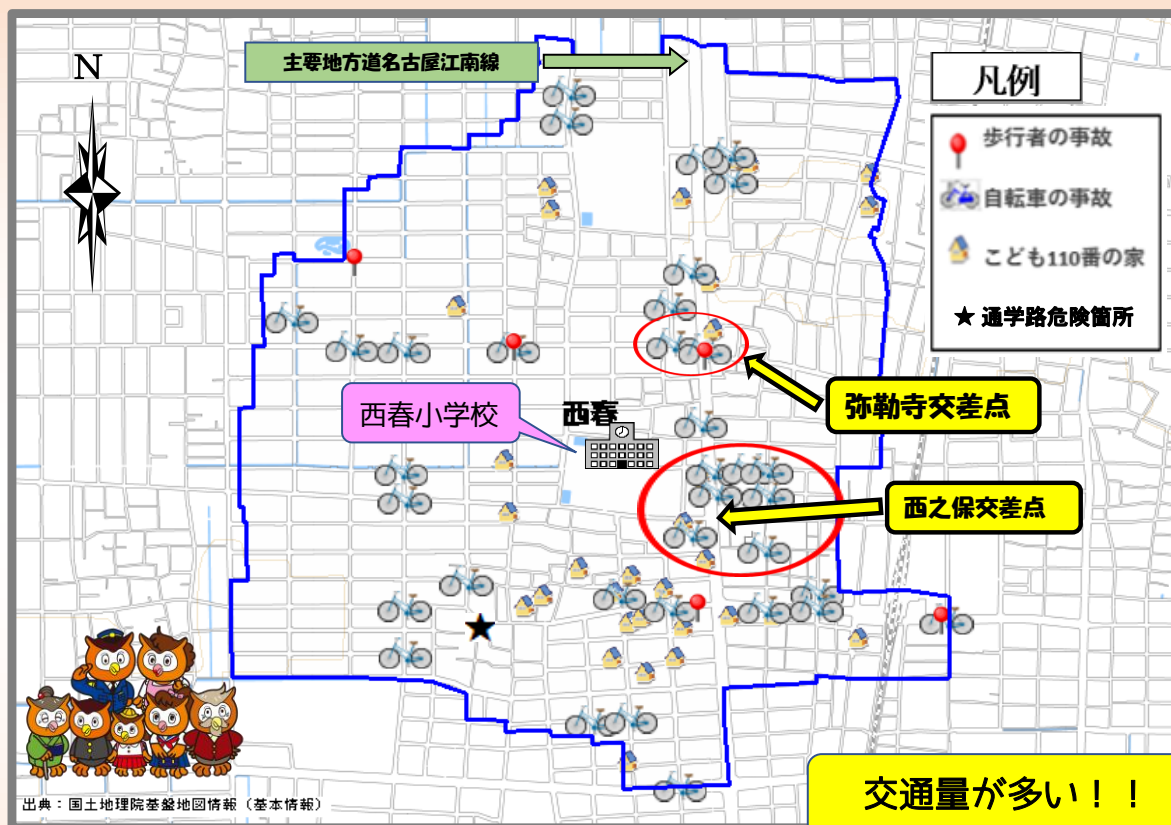 主要地方道名古屋江南線
N
凡例
歩行者の事故
自転車の事故
こども110番の家
★ 通学路危険箇所
弥勒寺交差点
西春小学校
西春
西之保交差点
出典：国土地理院基盤地図情報（基本情報）
交通量が多い！！